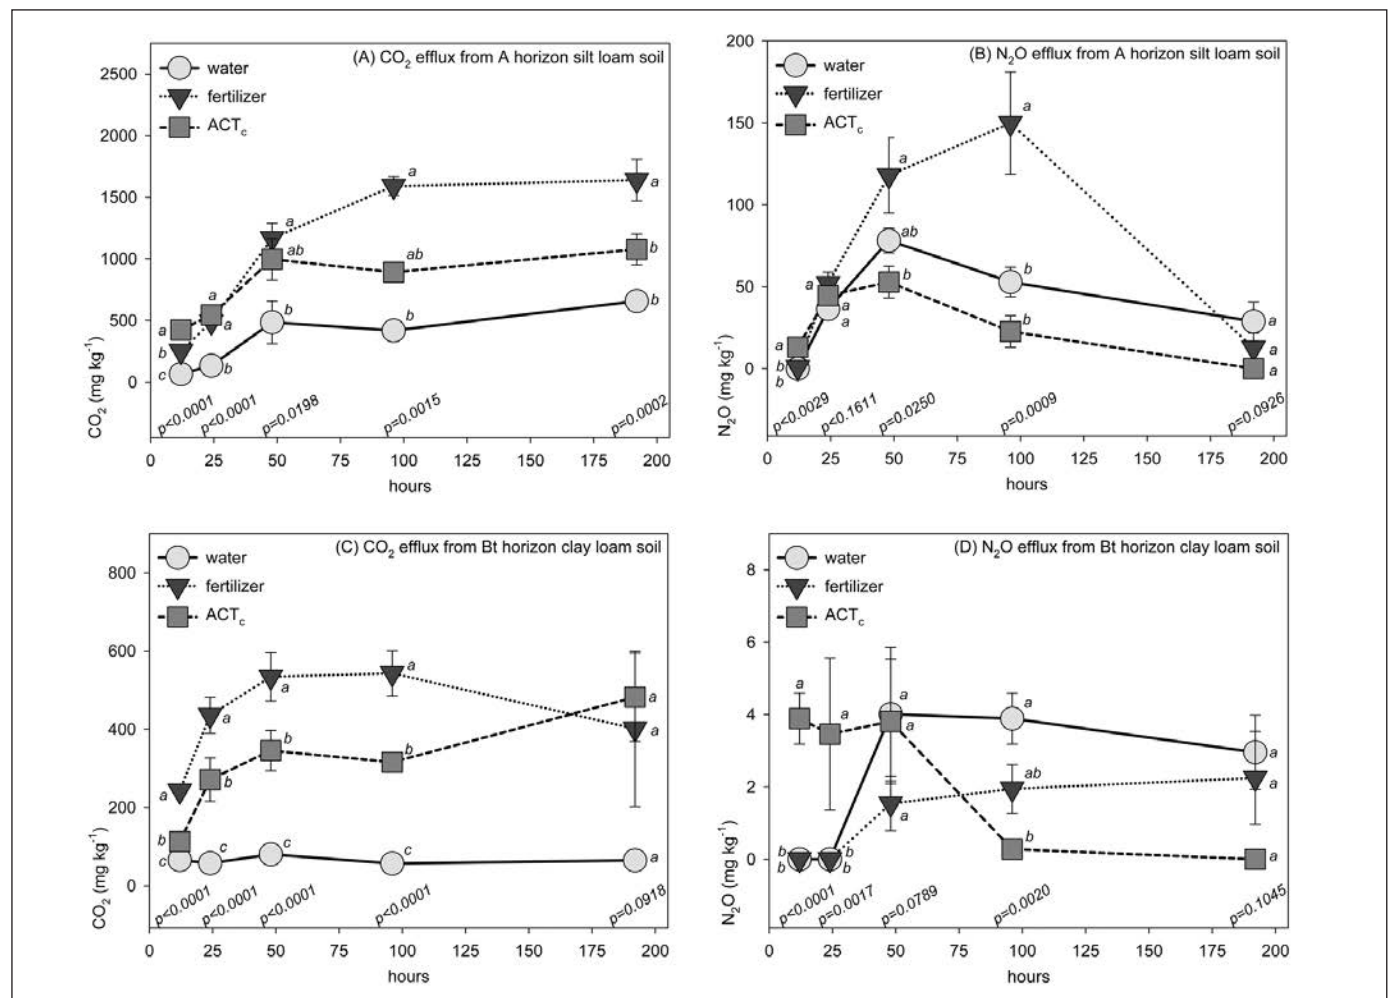 (A) CO2 efflux from A horizon silt loam soil
water
fertilizer
ACTc
CO2 (mg kg-1)
2500
2000
1500
1000
500
0
a
b
c
a
a
b
a
ab
b
a
ab
b
a
b
b
p<0.0001
p<0.0001
p=0.0198
p=0.0015
p=0.0002
0 25 50 75 100 125 150 175 200
hours
(B) N2O efflux from A horizon silt loam soil
water
fertilizer
ACTc
N2O (mg kg-1)
200
150
100
50
0
a
b
b
a
a
a
a
ab
b
a
b
b
a
a
a
p<0.0029
p<0.1611
p=0.0250
p=0.0009
p=0.0926
0 25 50 75 100 125 150 175 200
hours
(C) CO2 efflux from Bt horizon clay loam soil
water
fertilizer
ACTc
CO2 (mg kg-1)
800
600
400
200
0
a
b
c
a
b
c
a
b
c
a
b
c
a
a
a
p<0.0001
p<0.0001
p<0.0001
p<0.0001
p=0.0918
0 25 50 75 100 125 150 175 200
hours
(D) N2O efflux from Bt horizon clay loam soil
water
fertilizer
ACTc
N2O (mg kg-1)
8
6
4
2
0
a
b
b
a
b
b
a
a
a
a
ab
b
a
a
a
p<0.0001
p=0.0017
p=0.0789
p=0.0020
p=0.1045
0 25 50 75 100 125 150 175 200
hours